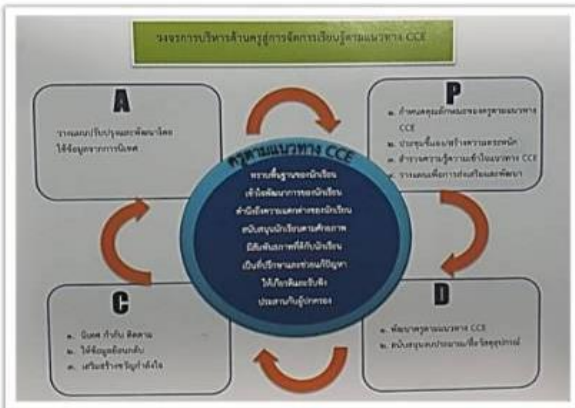 วงจรการบริหารด้านครูสู่การจัดการเรียนรู้ตามแนวทาง CCE
A
วางแผนปรับปรุงและพัฒนาโดย
ใช้ข้อมูลจากการนิเทศ
P
๑. กำหนดคุณลักษณะของครูตามแนวทาง
CCE
๒. ประชุมชี้แจง/สร้างความตระหนัก
๓. สำรวจความรู้ความเข้าใจแนวทาง CCE
๔. วางแผนเพื่อการส่งเสริมและพัฒนา
ครูตามแนวทาง CCE
ทราบพื้นฐานของนักเรียน
เข้าใจพัฒนาการของนักเรียน
คำนึงถึงความแตกต่างของนักเรียน
สนับสนุนนักเรียนตามศักยภาพ
มีสัมพันธภาพที่ดีกับนักเรียน
เป็นที่ปรึกษาและช่วยแก้ปัญหา
ให้เกียรติและรับฟัง
ประสานกับผู้ปกครอง
C
๑. นิเทศ กำกับ ติดตาม
๒. ให้ข้อมูลย้อนกลับ
๓. เสริมสร้างขวัญกำลังใจ
D
๑. พัฒนาครูตามแนวทาง CCE
๒. สนับสนุนงบประมาณ/สื่อ วัสดุอุปกรณ์